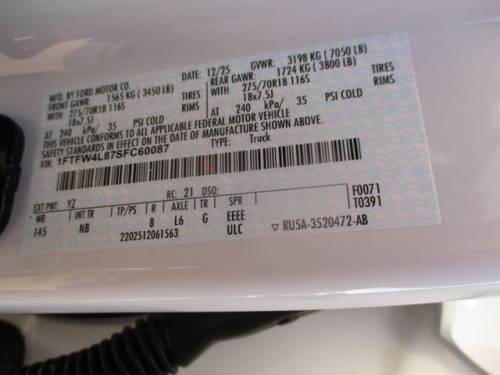 MFD. BY FORD MOTOR CO.
DATE: 12/25 GVWR: 3198 KG (7050 LB)
FRONT GAWR: 1565 KG (3450 LB) REAR GAWR: 1724 KG (3800 LB)
WITH 275/70R18 116S TIRES WITH 275/70R18 116S TIRES
18x7.5J RIMS 18x7.5J RIMS
AT 240 kPa/ 35 PSI COLD AT 240 kPa/ 35 PSI COLD
THIS VEHICLE CONFORMS TO ALL APPLICABLE FEDERAL MOTOR VEHICLE
SAFETY STANDARDS IN EFFECT ON THE DATE OF MANUFACTURE SHOWN ABOVE.
VIN: 1FTFW4L87SFC60087 TYPE: Truck
EXT PNT: YZ RC: 21 DSO: F0071
WB INT TR TP/PS R AXLE TR SPR T0391
145 NB 8 L6 G EEEE
2202512061563 ULC ▽RU5A-3520472-AB